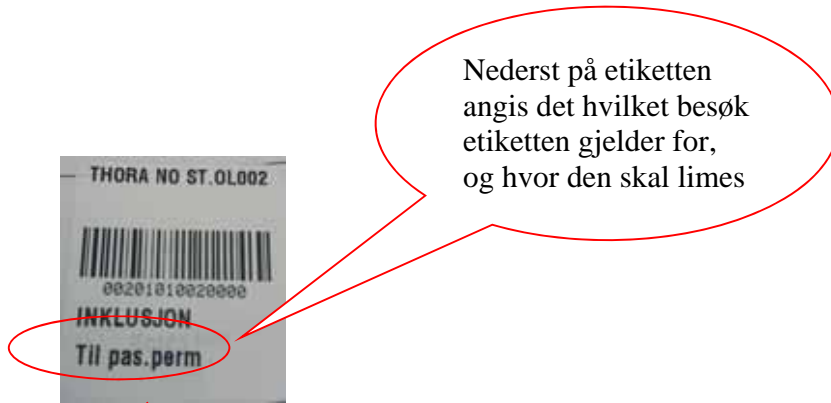 Nederst på etiketten
angis det hvilket besøk
etiketten gjelder for,
og hvor den skal limes
THORA NO ST.OL002
00201010020000
INKLUSJON
Til pas.perm